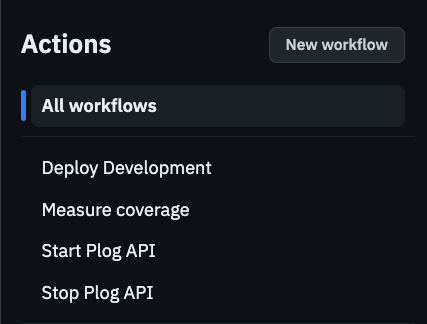 Actions
New workflow
All workflows
Deploy Development
Measure coverage
Start Plog API
Stop Plog API